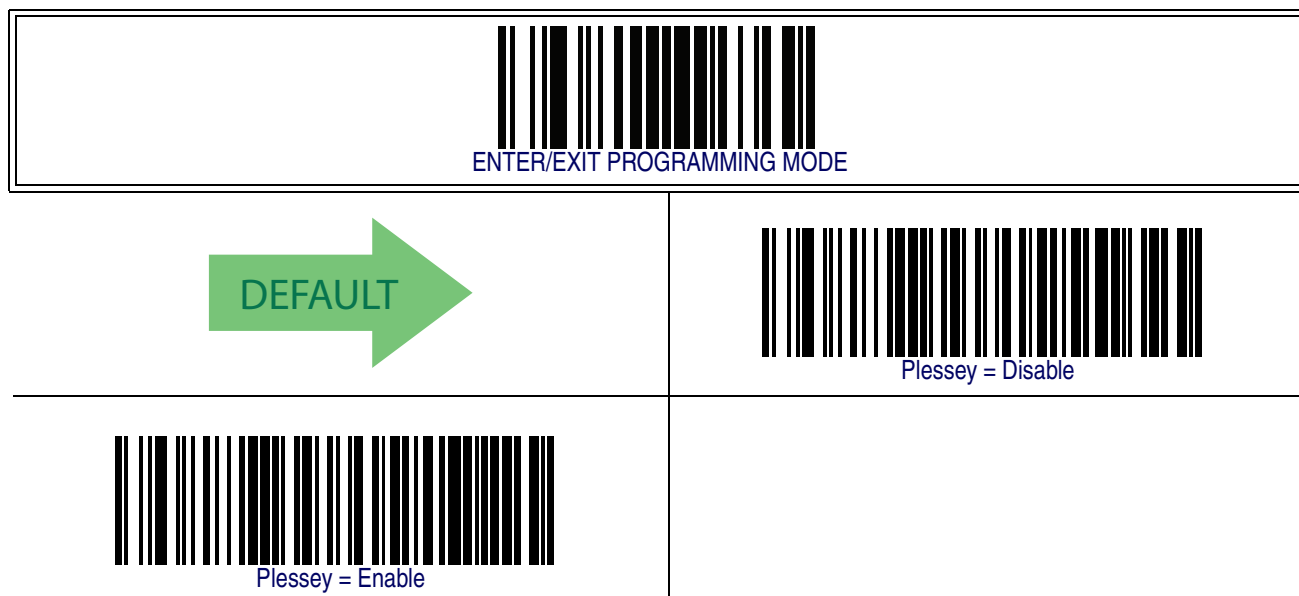 ENTER/EXIT PROGRAMMING MODE
DEFAULT
Plessey = Disable
Plessey = Enable